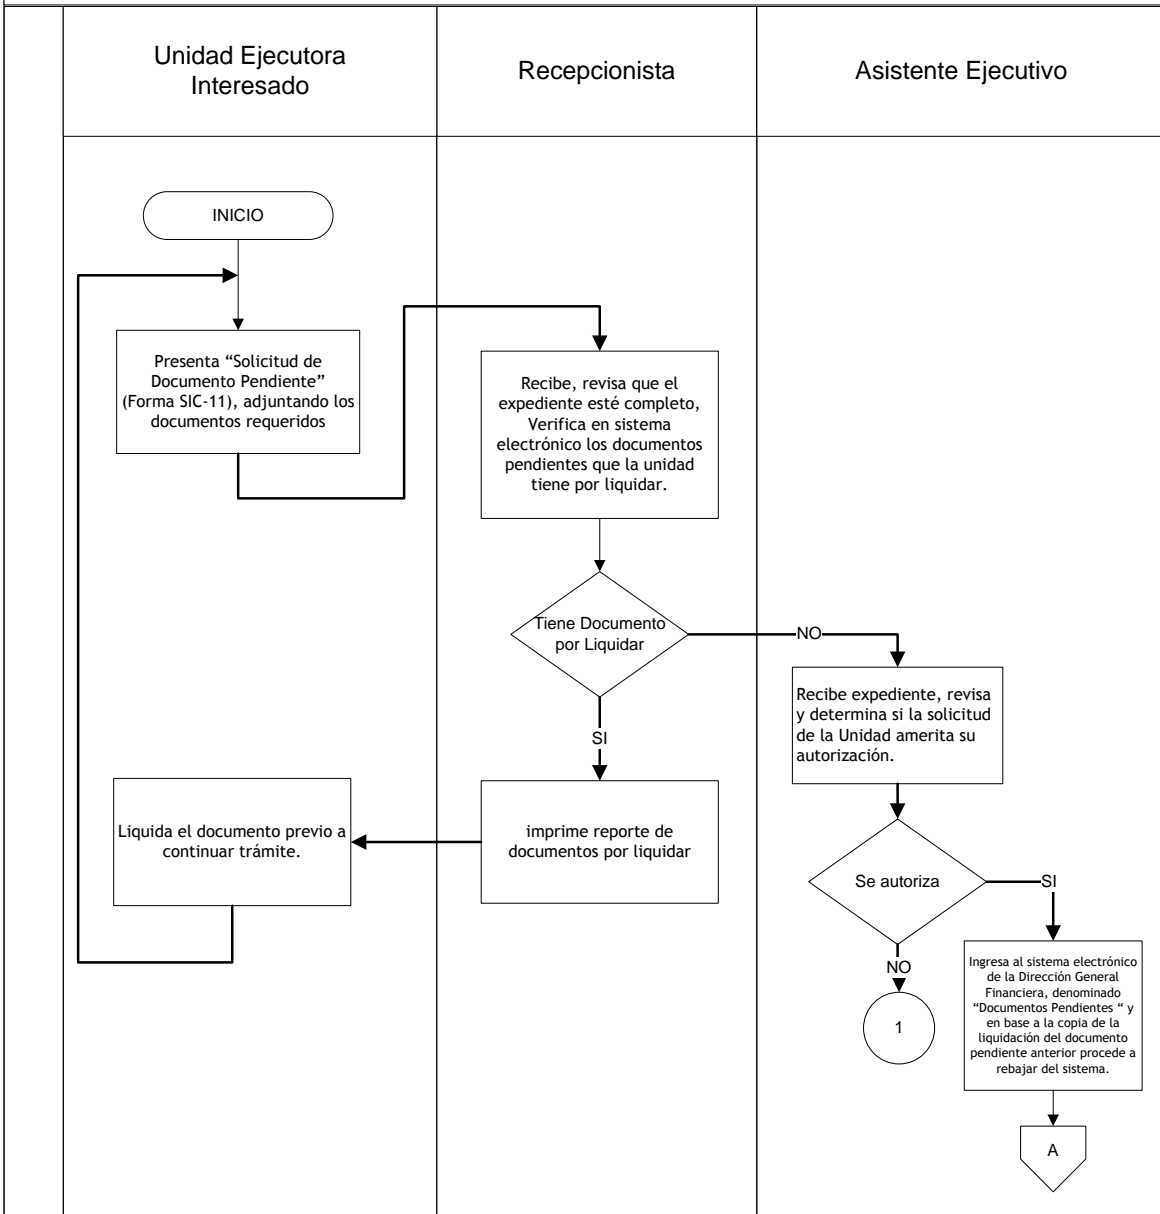 Unidad Ejecutora
Interesado
Recepcionista
Asistente Ejecutivo
INICIO
Presenta “Solicitud de
Documento Pendiente”
(Forma SIC-11), adjuntando los
documentos requeridos
Recibe, revisa que el
expediente esté completo,
Verifica en sistema
electrónico los documentos
pendientes que la unidad
tiene por liquidar.
Tiene Documento
por Liquidar
NO
SI
Recibe expediente, revisa
y determina si la solicitud
de la Unidad amerita su
autorización.
Liquida el documento previo a
continuar trámite.
imprime reporte de
documentos por liquidar
Se autoriza
SI
NO
1
Ingresa al sistema electrónico
de la Dirección General
Financiera, denominado
“Documentos Pendientes “ y
en base a la copia de la
liquidación del documento
pendiente anterior procede a
rebajar del sistema.
A